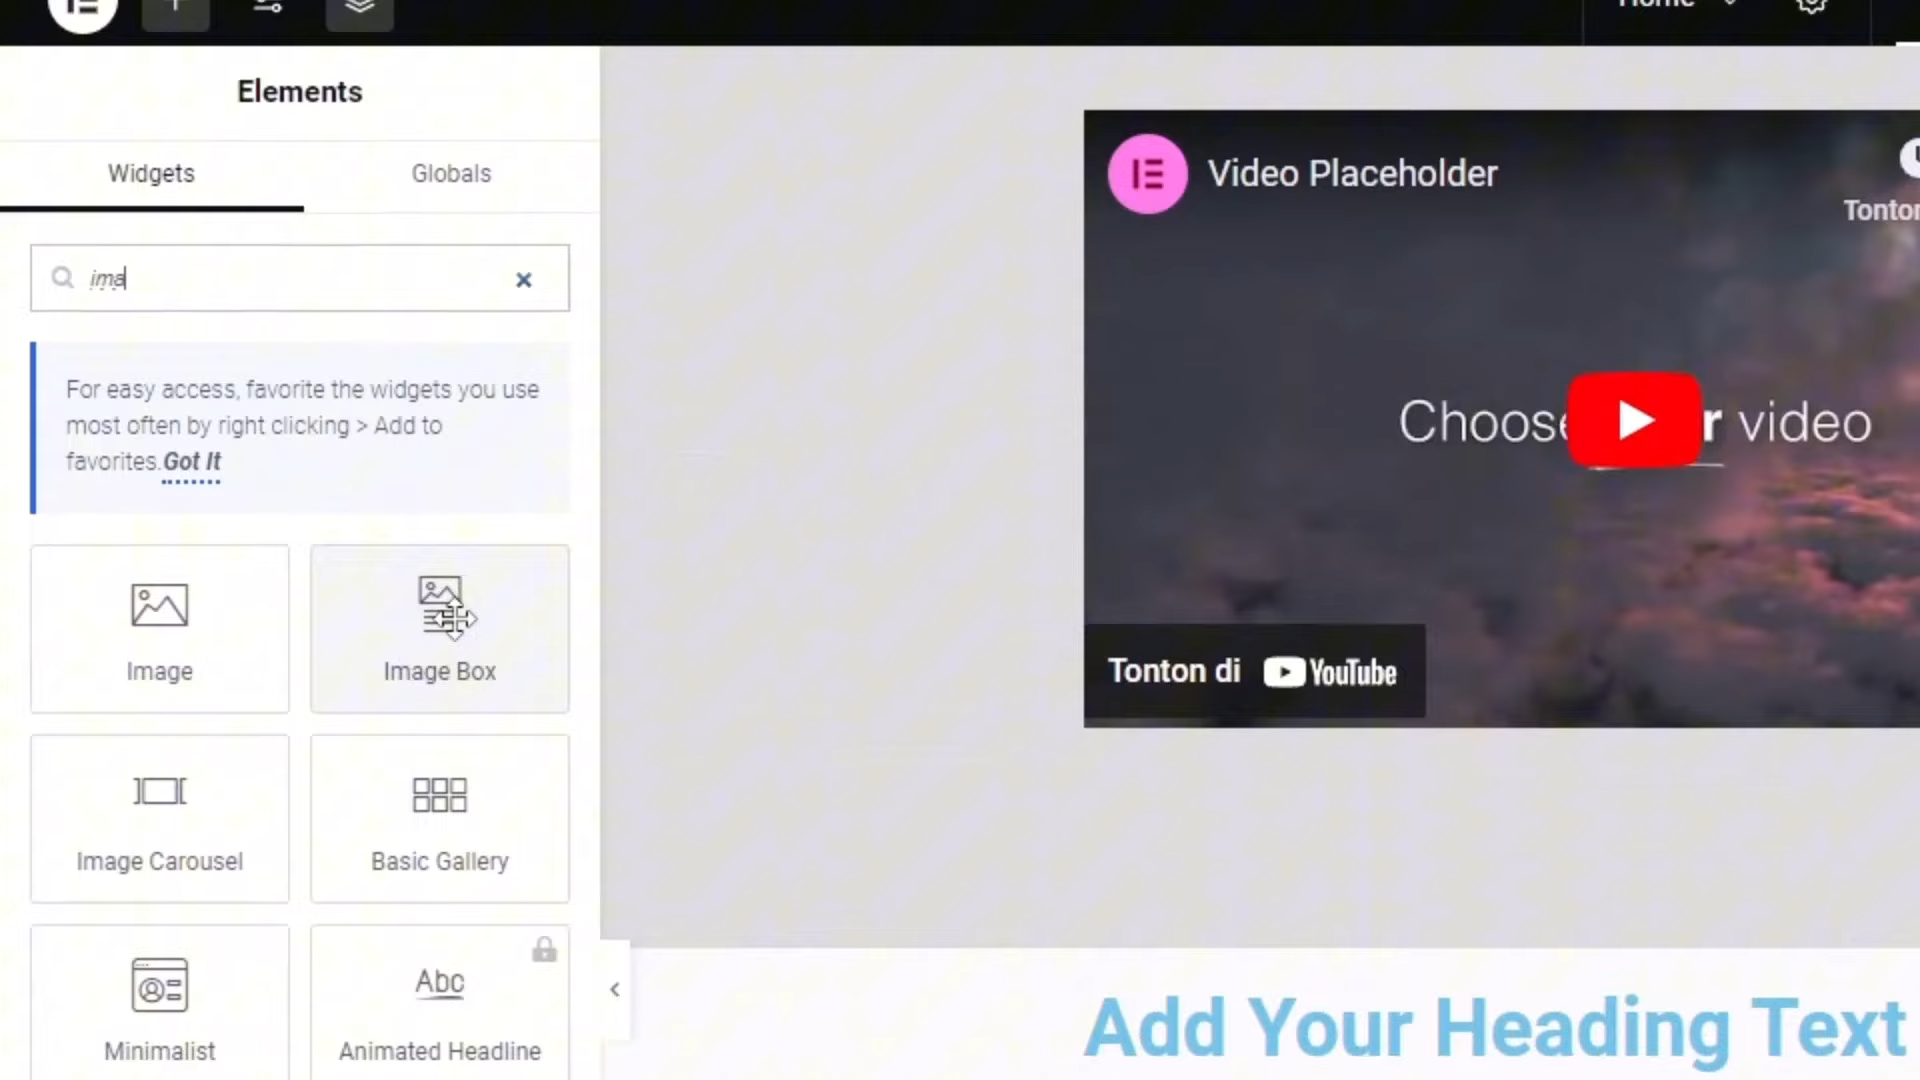 Home
Elements
Widgets
Globals
ima
For easy access, favorite the widgets you use
most often by right clicking > Add to
favorites.Got It
Image
Image Box
Image Carousel
Basic Gallery
Abc
Minimalist
Animated Headline
Video Placeholder
video
Tonton di YouTube
Add Your Heading Text